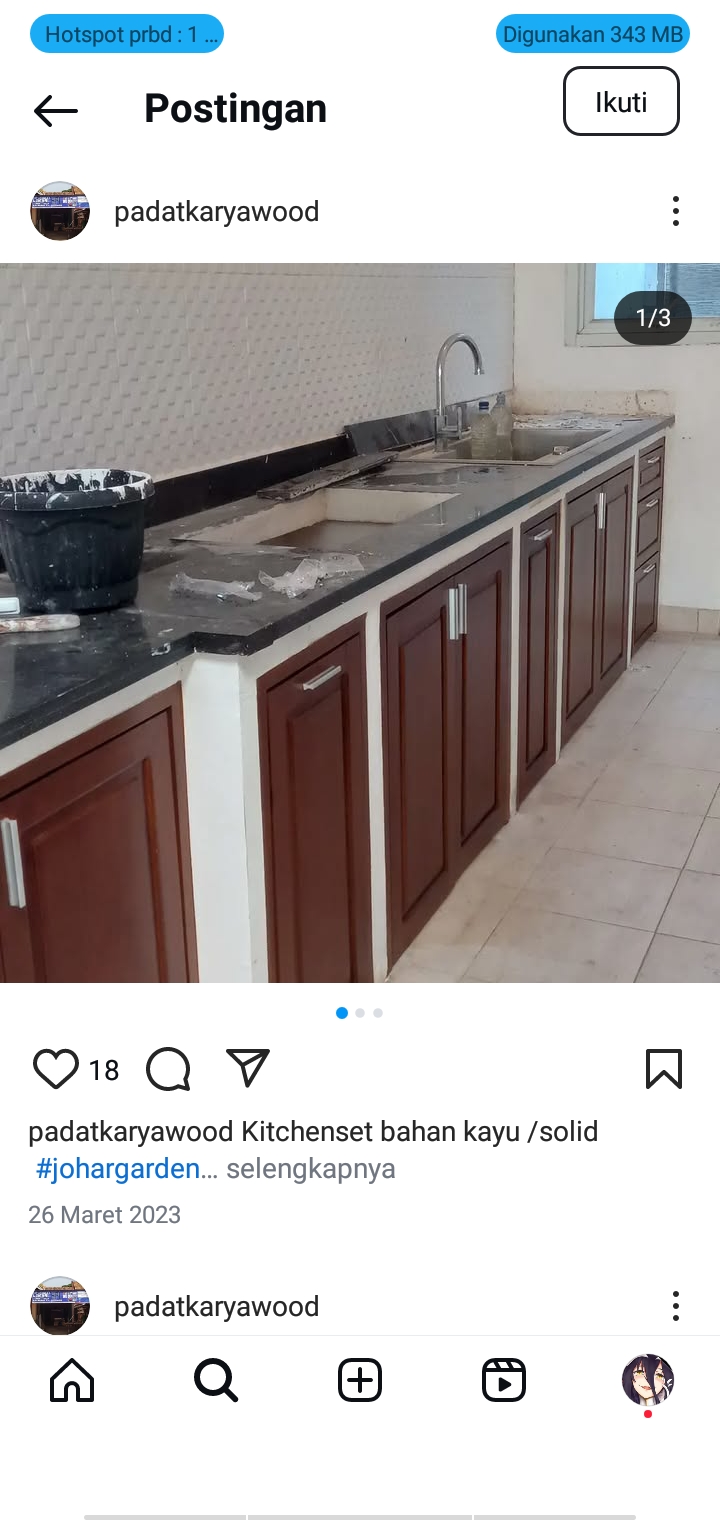 Hotspot prbd : 1 ...
Digunakan 343 MB
Postingan
Ikuti
padatkaryawood
1/3
18
padatkaryawood Kitchenset bahan kayu /solid
#johargarden... selengkapnya
26 Maret 2023
padatkaryawood